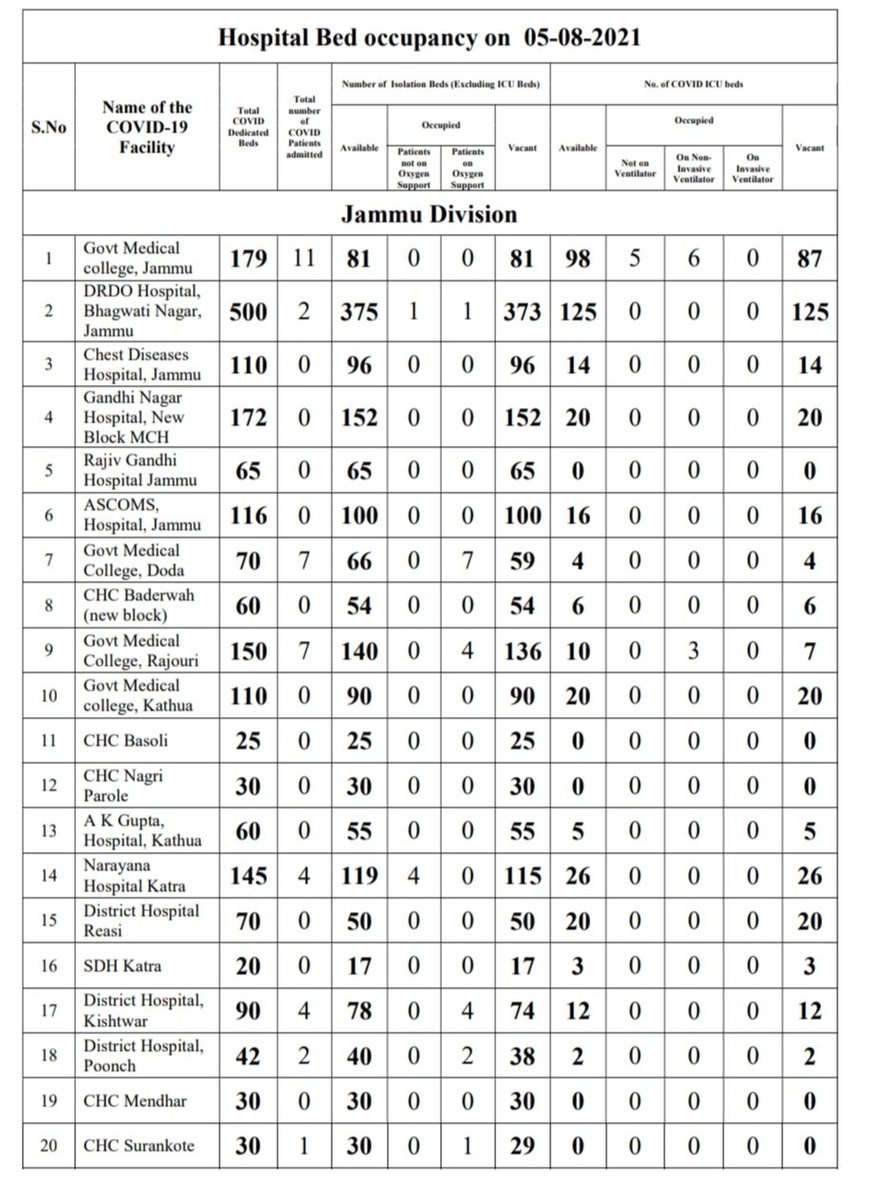 Hospital Bed occupancy on 05-08-2021
S.No
Name of the
COVID-19
Facility
Total
COVID
Dedicated
Beds
Total
number
of
COVID
Patients
admitted
Number of Isolation Beds (Excluding ICU Beds)
No. of COVID ICU beds
Available
Occupied
Patients
not on
Oxygen
Support
Patients
on
Oxygen
Support
Vacant
Available
Occupied
Not on
Ventilator
On Non-
Invasive
Ventilator
On
Invasive
Ventilator
Vacant
Jammu Division
1 Govt Medical
college, Jammu 179 11 81 0 0 81 98 5 6 0 87
2 DRDO Hospital,
Bhagwati Nagar,
Jammu 500 2 375 1 1 373 125 0 0 0 125
3 Chest Diseases
Hospital, Jammu 110 0 96 0 0 96 14 0 0 0 14
4 Gandhi Nagar
Hospital, New
Block MCH 172 0 152 0 0 152 20 0 0 0 20
5 Rajiv Gandhi
Hospital Jammu 65 0 65 0 0 65 0 0 0 0 0
6 ASCOMS,
Hospital, Jammu 116 0 100 0 0 100 16 0 0 0 16
7 Govt Medical
College, Doda 70 7 66 0 7 59 4 0 0 0 4
8 CHC Baderwah
(new block) 60 0 54 0 0 54 6 0 0 0 6
9 Govt Medical
College, Rajouri 150 7 140 0 4 136 10 0 3 0 7
10 Govt Medical
college, Kathua 110 0 90 0 0 90 20 0 0 0 20
11 CHC Basoli 25 0 25 0 0 25 0 0 0 0 0
12 CHC Nagri
Parole 30 0 30 0 0 30 0 0 0 0 0
13 A K Gupta,
Hospital, Kathua 60 0 55 0 0 55 5 0 0 0 5
14 Narayana
Hospital Katra 145 4 119 4 0 115 26 0 0 0 26
15 District Hospital
Reasi 70 0 50 0 0 50 20 0 0 0 20
16 SDH Katra 20 0 17 0 0 17 3 0 0 0 3
17 District Hospital,
Kishtwar 90 4 78 0 4 74 12 0 0 0 12
18 District Hospital,
Poonch 42 2 40 0 2 38 2 0 0 0 2
19 CHC Mendhar 30 0 30 0 0 30 0 0 0 0 0
20 CHC Surankote 30 1 30 0 1 29 0 0 0 0 0